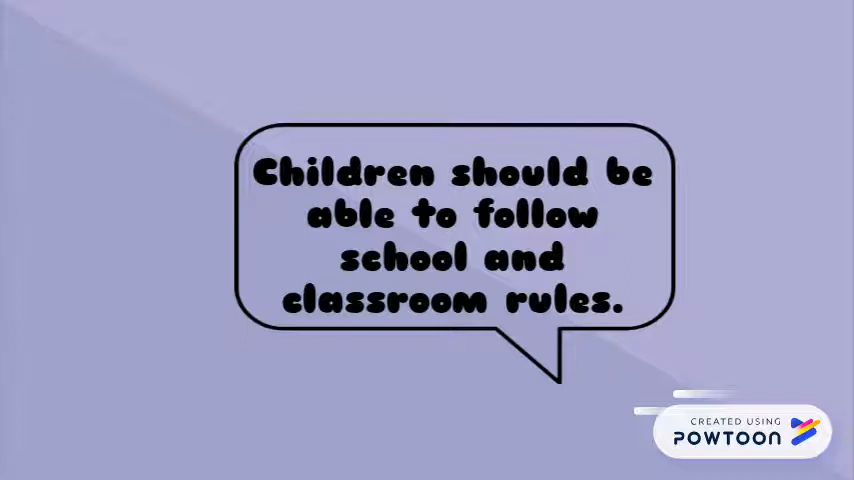 Children should be
able to follow
school and
classroom rules.
CREATED USING
POWTOON